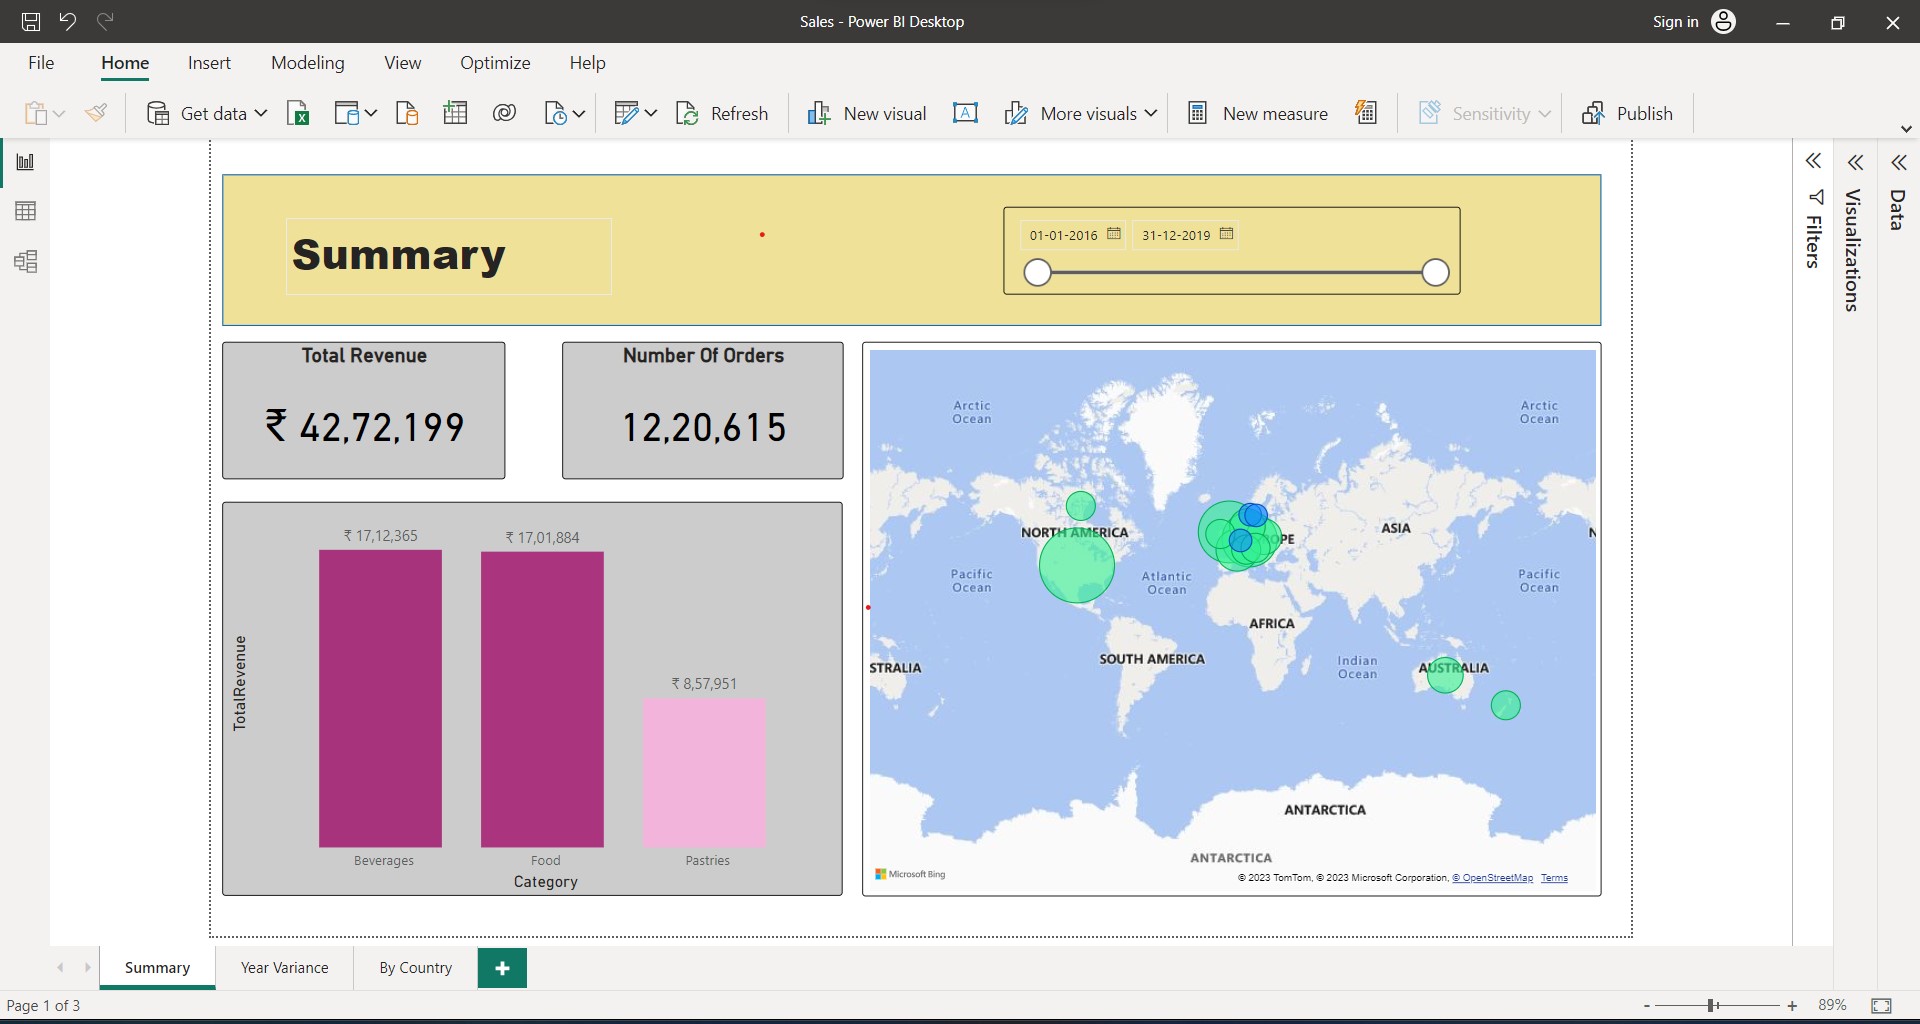 Sales - Power BI Desktop
Sign in
File
Home
Insert
Modeling
View
Optimize
Help
Get data
Refresh
New visual
More visuals
New measure
Sensitivity
Publish
Summary
01-01-2016
31-12-2019
Filters
Visualizations
Data
Total Revenue
₹ 42,72,199
Number Of Orders
12,20,615
₹ 17,12,365
₹ 17,01,884
₹ 8,57,951
TotalRevenue
Beverages
Food
Pastries
Category
Arctic
Ocean
Arctic
Ocean
NORTH AMERICA
OPE
ASIA
N
Pacific
Ocean
Atlantic
Ocean
Pacific
Ocean
AFRICA
STRALIA
SOUTH AMERICA
Indian
Ocean
AUSTRALIA
ANTARCTICA
ANTARCTICA
Microsoft Bing
© 2023 TomTom, © 2023 Microsoft Corporation, © OpenStreetMap Terms
Summary
Year Variance
By Country
+
Page 1 of 3
- + 89%